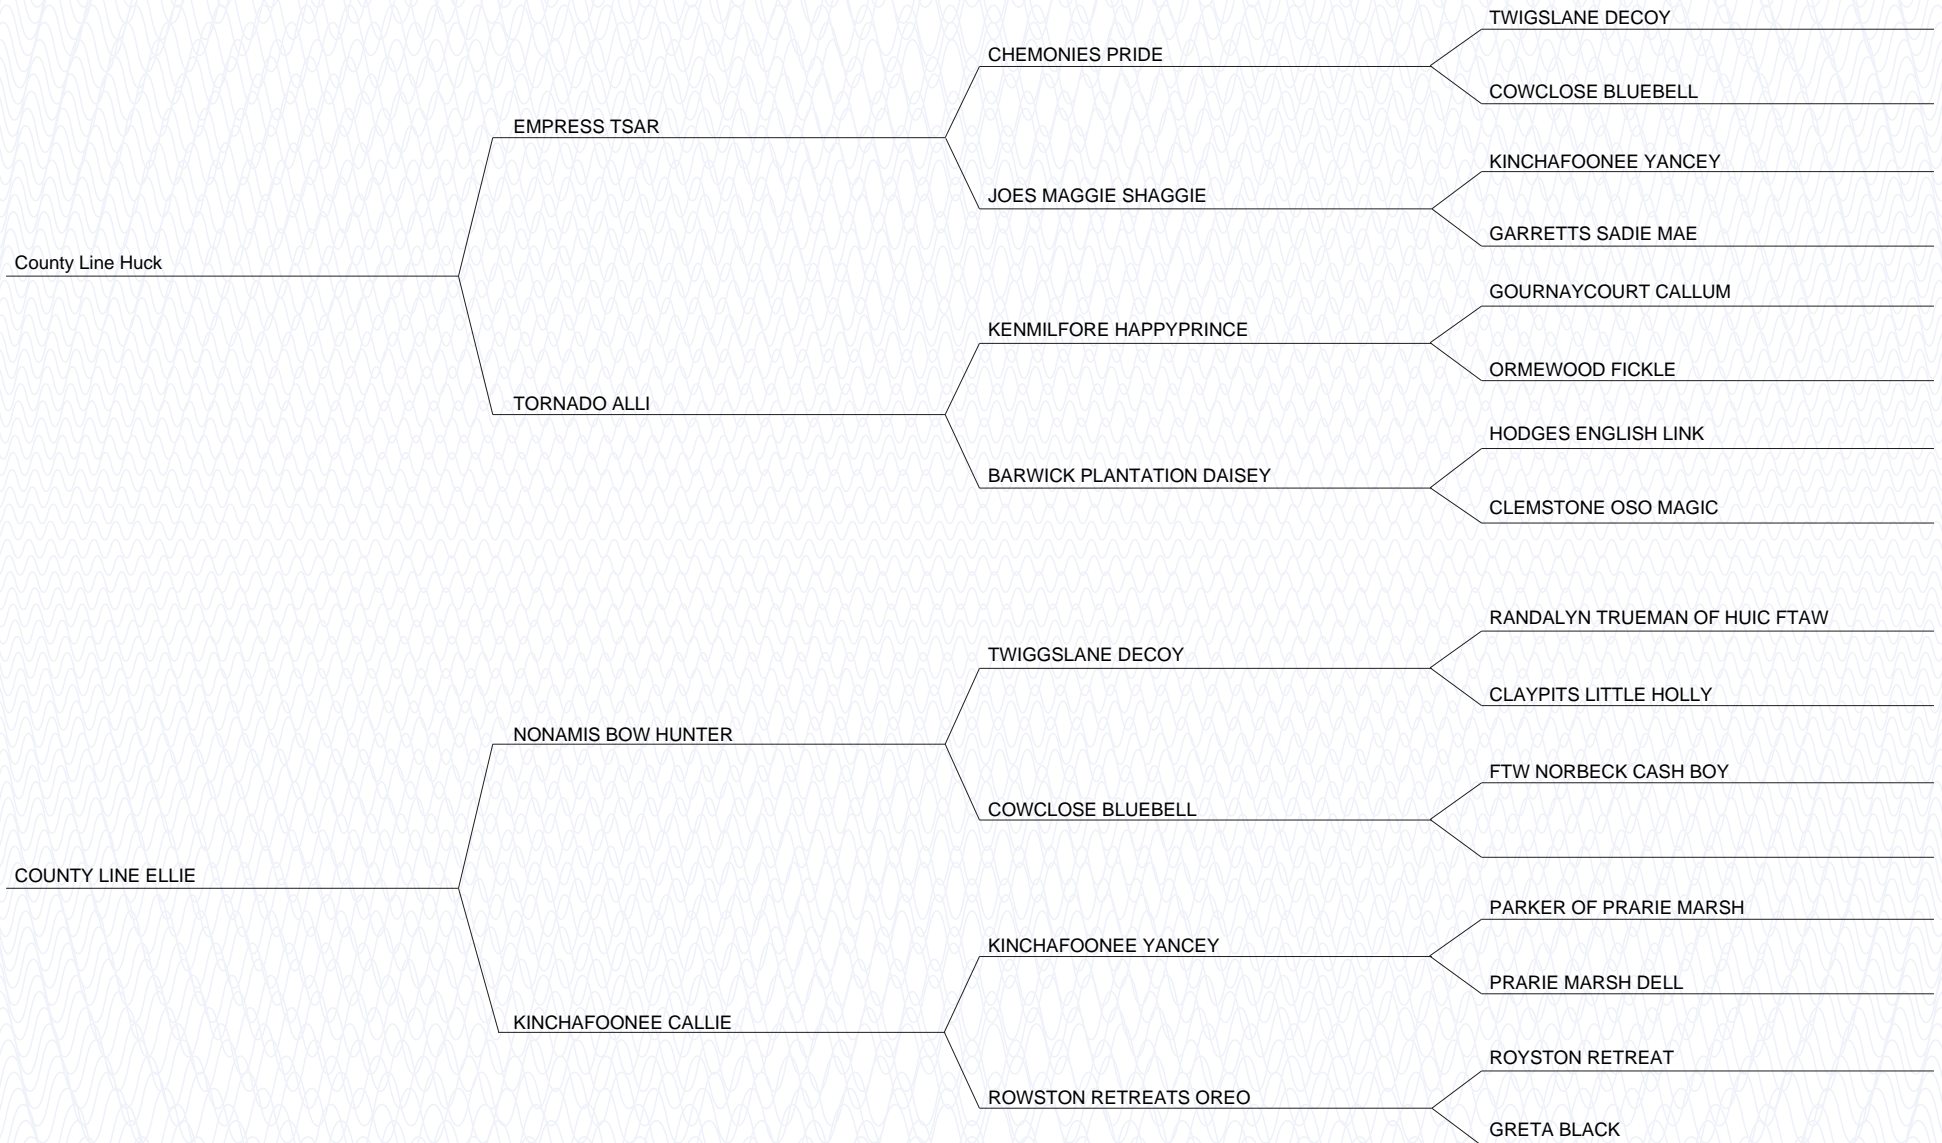 TWIGSLANE DECOY
CHEMONIES PRIDE
COWCLOSE BLUEBELL
EMPRESS TSAR
KINCHAFOONEE YANCEY
JOES MAGGIE SHAGGIE
GARRETTS SADIE MAE
County Line Huck
GOURNAYCOURT CALLUM
KENMILFORE HAPPYPRINCE
ORMEWOOD FICKLE
TORNADO ALLI
HODGES ENGLISH LINK
BARWICK PLANTATION DAISEY
CLEMSTONE OSO MAGIC
RANDALYN TRUEMAN OF HUIC FTAW
TWIGGSLANE DECOY
CLAYPITS LITTLE HOLLY
NONAMIS BOW HUNTER
FTW NORBECK CASH BOY
COWCLOSE BLUEBELL
COUNTY LINE ELLIE
PARKER OF PRARIE MARSH
KINCHAFOONEE YANCEY
PRARIE MARSH DELL
KINCHAFOONEE CALLIE
ROYSTON RETREAT
ROWSTON RETREATS OREO
GRETA BLACK